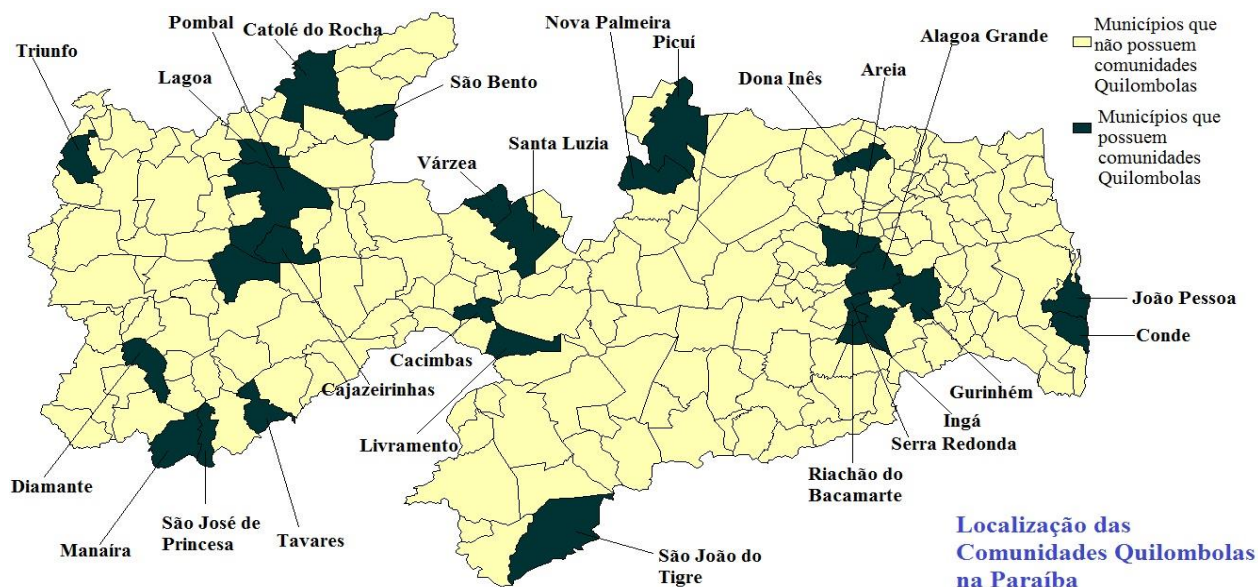 Pombal
Catolé do Rocha
Triunfo
Lagoa
São Bento
Várzea
Santa Luzia
Nova Palmeira
Picuí
Dona Inês
Areia
Alagoa Grande
Municípios que
não possuem
comunidades
Quilombolas
Municípios que
possuem
comunidades
Quilombolas
João Pessoa
Conde
Gurinhém
Ingá
Serra Redonda
Riachão do
Bacamarte
Cacimbas
Cajazeirinhas
Livramento
Diamante
Manaíra
São José de
Princesa
Tavares
São João do
Tigre
Localização das
Comunidades Quilombolas
na Paraíba